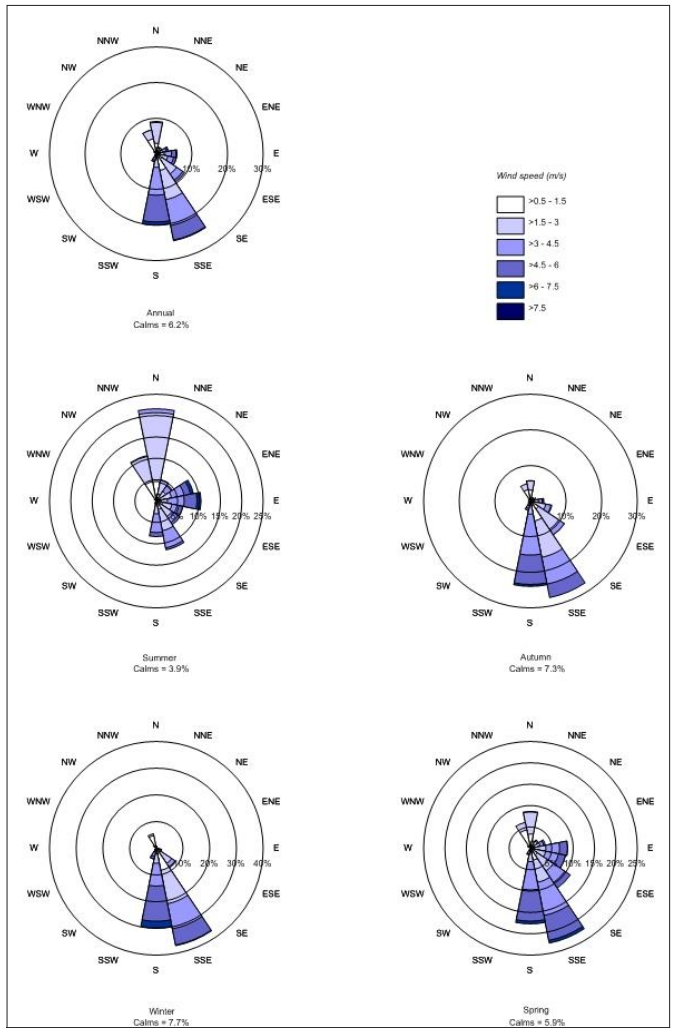 N
NNW NNE
NW NE
WNW ENE
W E
10% 20% 30%
WSW ESE
SW SE
SSW SSE
S
Annual
Calms = 6.2%
Wind speed (m/s)
>0.5 - 1.5
>1.5 - 3
>3 - 4.5
>4.5 - 6
>6 - 7.5
>7.5
N
NNW NNE
NW NE
WNW ENE
W E
5% 10% 15% 20% 25%
WSW ESE
SW SE
SSW SSE
S
Summer
Calms = 3.9%
N
NNW NNE
NW NE
WNW ENE
W E
10% 20% 30%
WSW ESE
SW SE
SSW SSE
S
Autumn
Calms = 7.3%
N
NNW NNE
NW NE
WNW ENE
W E
10% 20% 30% 40%
WSW ESE
SW SE
SSW SSE
S
Winter
Calms = 7.7%
N
NNW NNE
NW NE
WNW ENE
W E
5% 10% 15% 20% 25%
WSW ESE
SW SE
SSW SSE
S
Spring
Calms = 5.9%